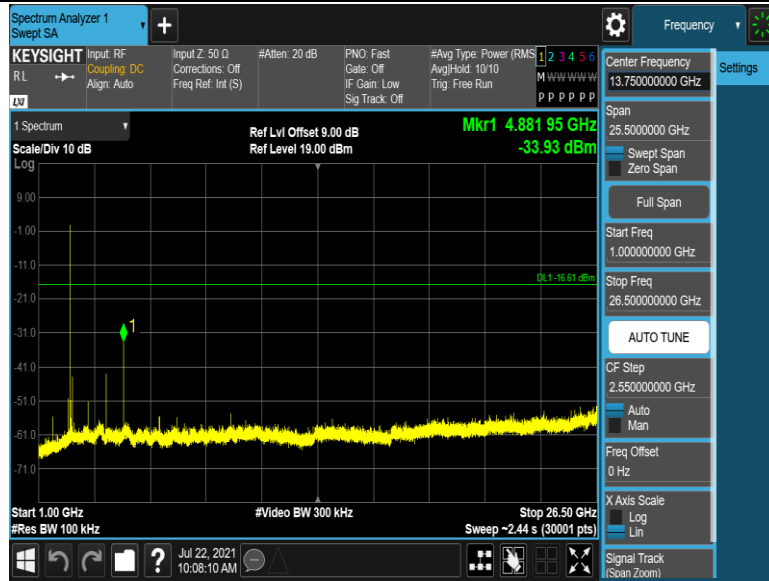 Spectrum Analyzer 1
Swept SA
Frequency
KEYSIGHT
RL
LXI
Input: RF
Coupling: DC
Align: Auto
Input Z: 50 Ω
Corrections: Off
Freq Ref: Int (S)
#Atten: 20 dB
PNO: Fast
Gate: Off
IF Gain: Low
Sig Track: Off
#Avg Type: Power (RMS
Avg|Hold: 10/10
Trig: Free Run
1 2 3 4 5 6
M W W W W W
P P P P P P
Center Frequency
13.750000000 GHz
Settings
Span
25.5000000 GHz
Swept Span
Zero Span
Full Span
Start Freq
1.000000000 GHz
Stop Freq
26.500000000 GHz
AUTO TUNE
CF Step
2.550000000 GHz
Auto
Man
Freq Offset
0 Hz
X Axis Scale
Log
Lin
Signal Track
(Span Zoom)
1 Spectrum
Scale/Div 10 dB
Log
Ref Lvl Offset 9.00 dB
Ref Level 19.00 dBm
Mkr1 4.881 95 GHz
-33.93 dBm
9.00
-1.00
-11.0
DL1 -16.61 dBm
-21.0
1
-31.0
-41.0
-51.0
-61.0
-71.0
Start 1.00 GHz
#Res BW 100 kHz
#Video BW 300 kHz
Stop 26.50 GHz
Sweep ~2.44 s (30001 pts)
?
Jul 22, 2021
10:08:10 AM